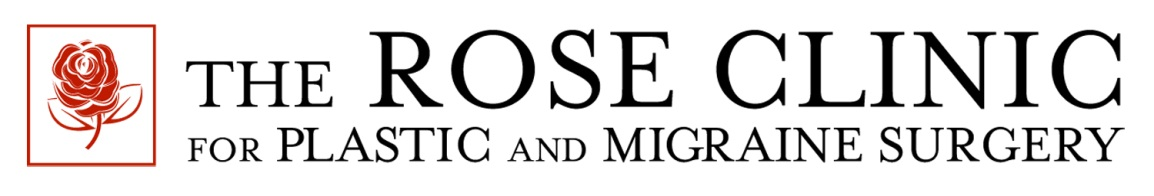 THE ROSE CLINIC
FOR PLASTIC AND MIGRAINE SURGERY